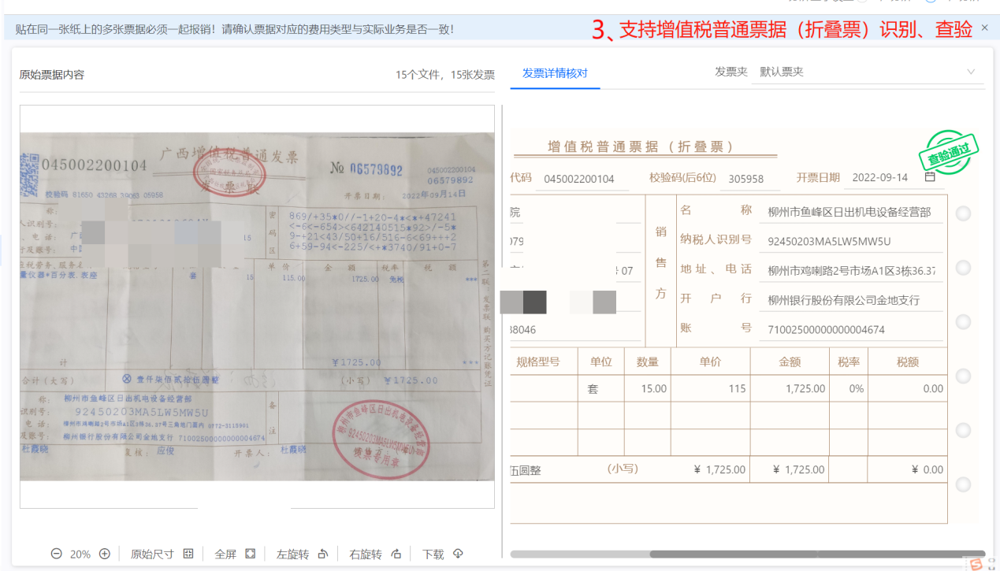 贴在同一张纸上的多张票据必须一起报销！请确认票据对应的费用类型与实际业务是否一致！
3、支持增值税普通票据（折叠票）识别、查验 ×
原始票据内容
15个文件，15张发票
045002200104
广西增值税普通发票
发票联
№ 06579892
045002200104
06579892
校验码 81650 43268 39063 05958
开票日期： 2022年09月14日
称：
人识别号：
、电话： 广
15
行及账号： 中国
密码区
869/+35*0//-1+20-4*<*+47241
<-6<-654><642140515*92>/-5*
9-+21<43/50+16/516-6<69+++2
6+59-94<-225/<+*3740/91+0-7
单价 金额 税率 税额
量仪器*百分表.表座 套 15 115.00 1725.00 免税 ***
计 ￥1725.00 ***
合计（大写） ⊗ 壹仟柒佰贰拾伍圆整 （小写） ￥1725.00
称： 柳州市鱼峰区日出机电设备经营部
识别号： 92450203MA5LW5MW5U
电话： 柳州市鸡喇路2号市场A1区3栋36.37号三角地门面内 0772-3115901
及账号： 柳州银行股份有限公司金地支行 71002500000000004674
备注
杜霞晓 复核： 应俊 开票人： 杜霞晓
第二联：发票联 购买方记账凭证
柳州市鱼峰区日出机电设备经营部
92450203MA5LW5MW5U
发票专用章
20%
原始尺寸
全屏
左旋转
右旋转
下载
发票详情核对
发票夹 默认票夹
增值税普通票据（折叠票）
查验通过
代码 045002200104 校验码(后6位) 305958 开票日期 2022-09-14
院
079
07
38046
销售方
名称 柳州市鱼峰区日出机电设备经营部
纳税人识别号 92450203MA5LW5MW5U
地址、电话 柳州市鸡喇路2号市场A1区3栋36.37
开户行 柳州银行股份有限公司金地支行
账号 71002500000000004674
规格型号 单位 数量 单价 金额 税率 税额
套 15.00 115 1,725.00 0% 0.00
伍圆整 （小写） ￥ 1,725.00 ￥ 1,725.00 ￥ 0.00